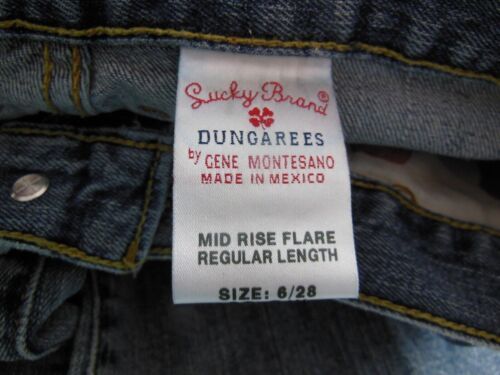 Lucky Brand®
DUNGAREES
by GENE MONTESANO
MADE IN MEXICO
MID RISE FLARE
REGULAR LENGTH
SIZE: 6/28